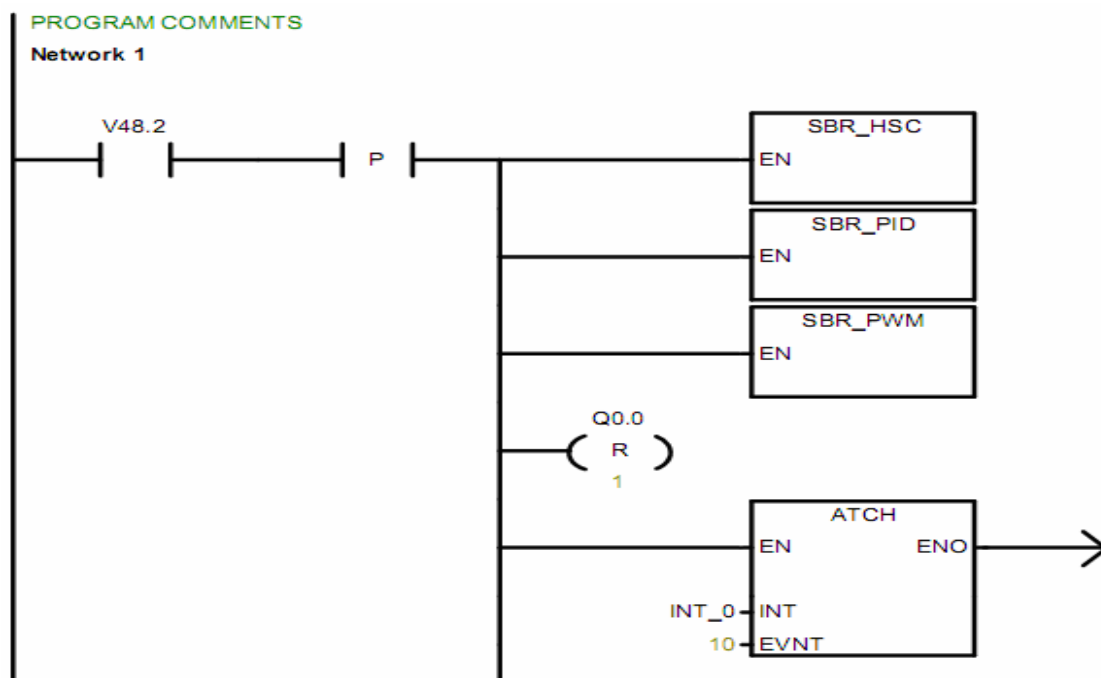 PROGRAM COMMENTS
Network 1
V48.2
P
SBR_HSC
EN
SBR_PID
EN
SBR_PWM
EN
Q0.0
R
1
ATCH
EN ENO
INT_0 INT
10 EVNT